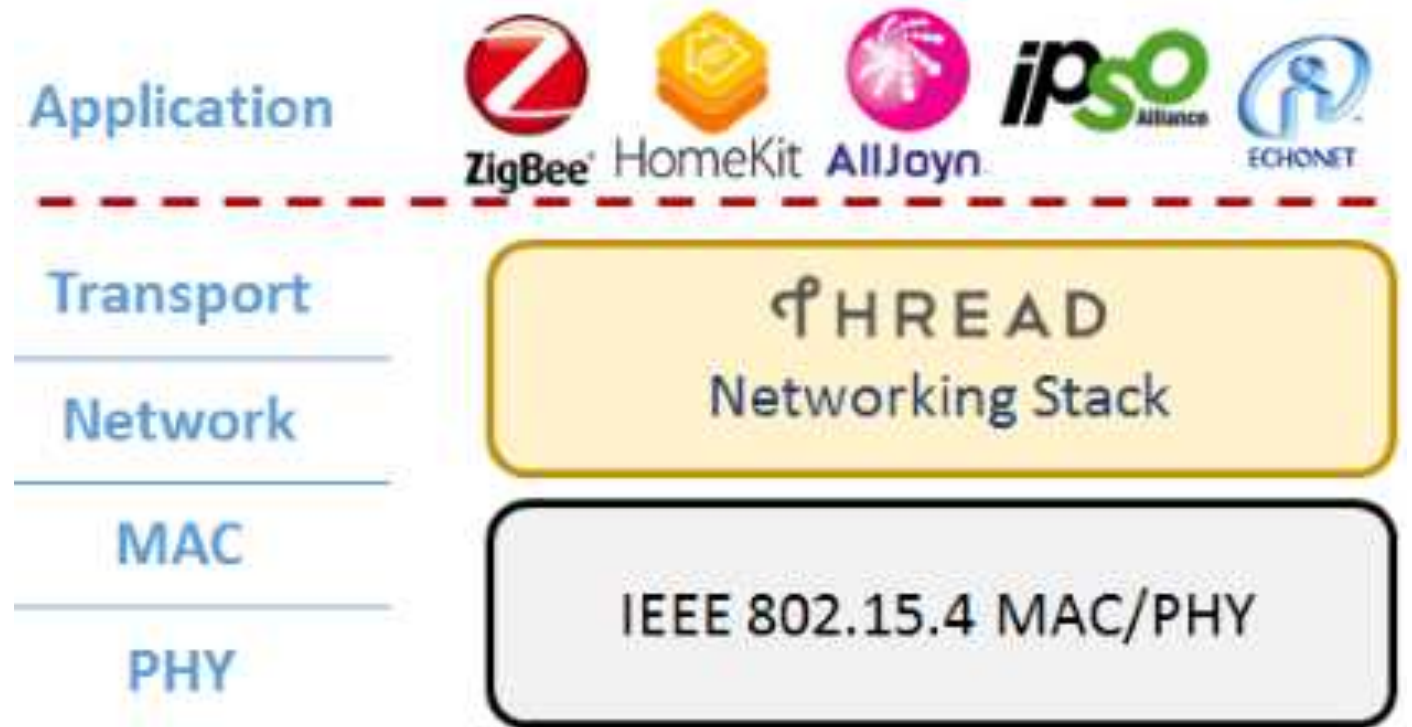 Application
ZigBee HomeKit AllJoyn ipso Alliance ECHONET
Transport
THREAD
Networking Stack
Network
MAC
IEEE 802.15.4 MAC/PHY
PHY